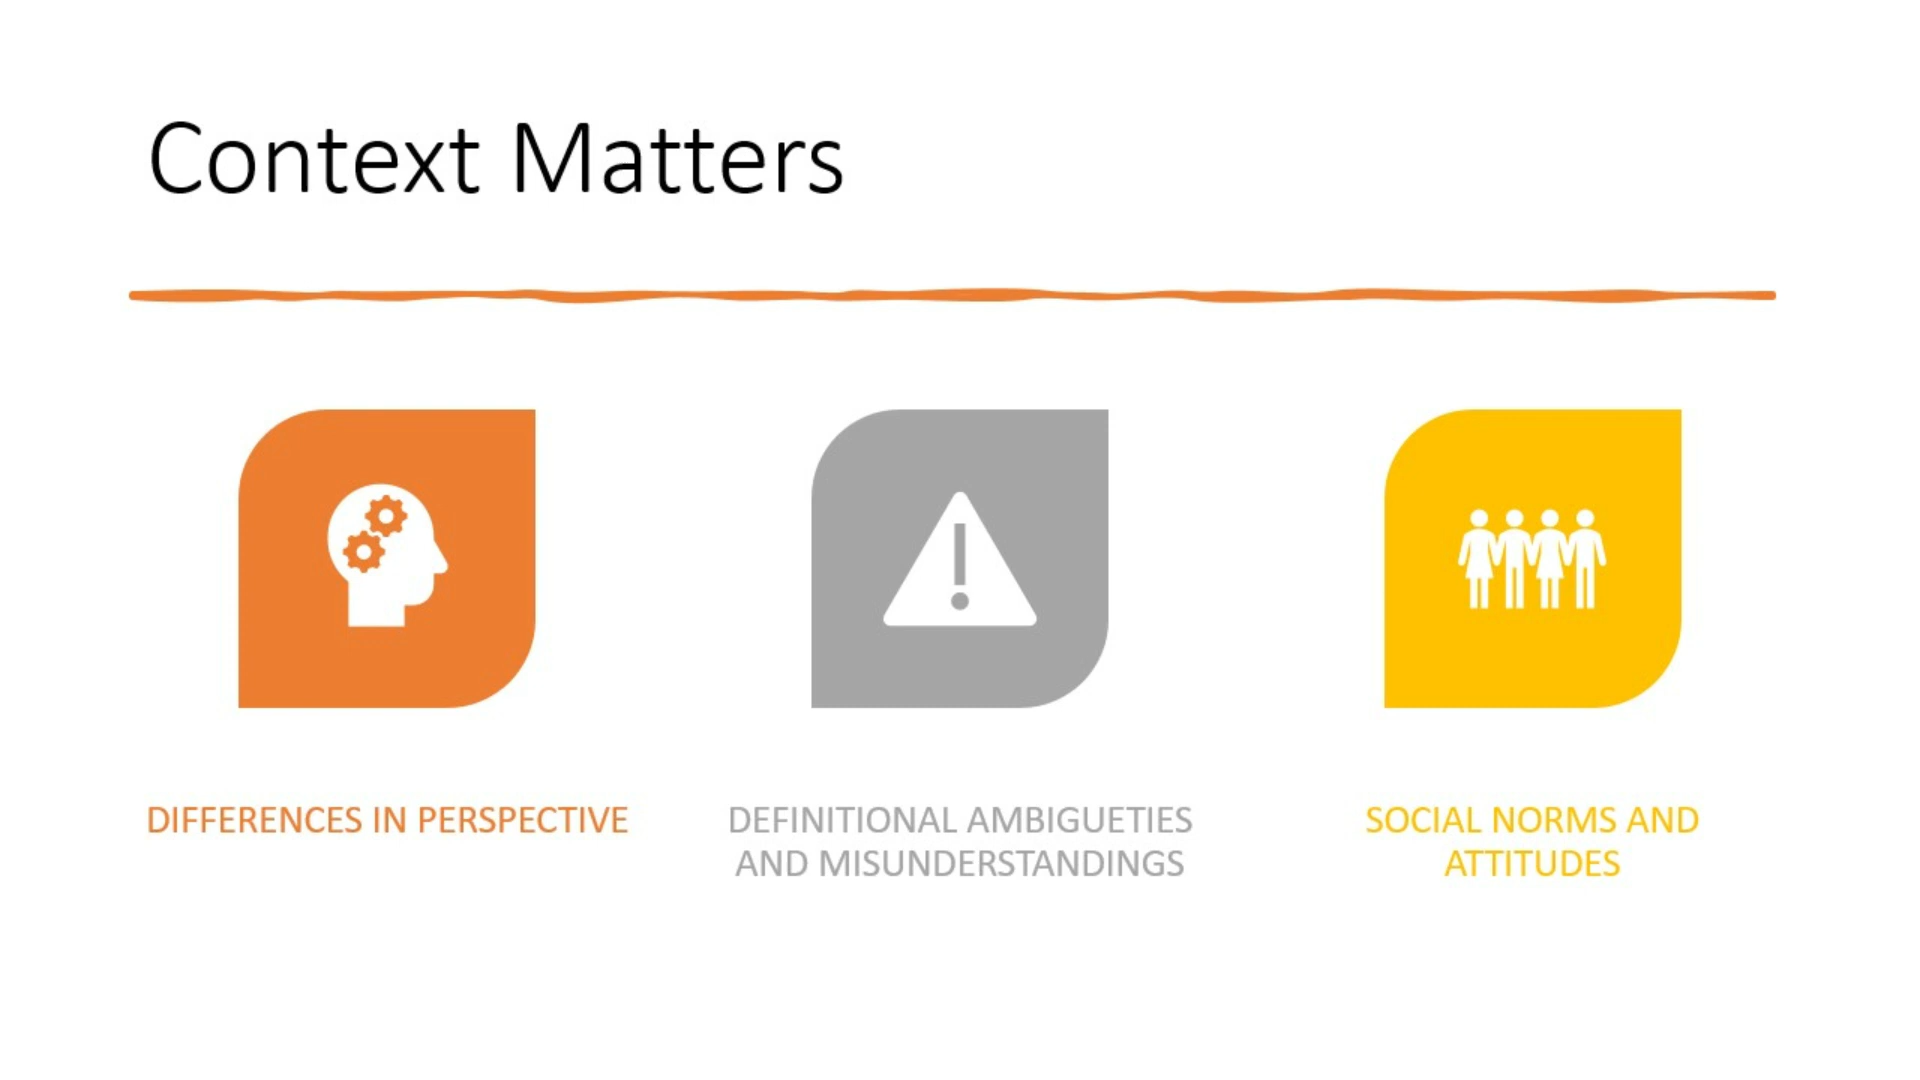 Context Matters
DIFFERENCES IN PERSPECTIVE
DEFINITIONAL AMBIGUETIES
AND MISUNDERSTANDINGS
SOCIAL NORMS AND
ATTITUDES